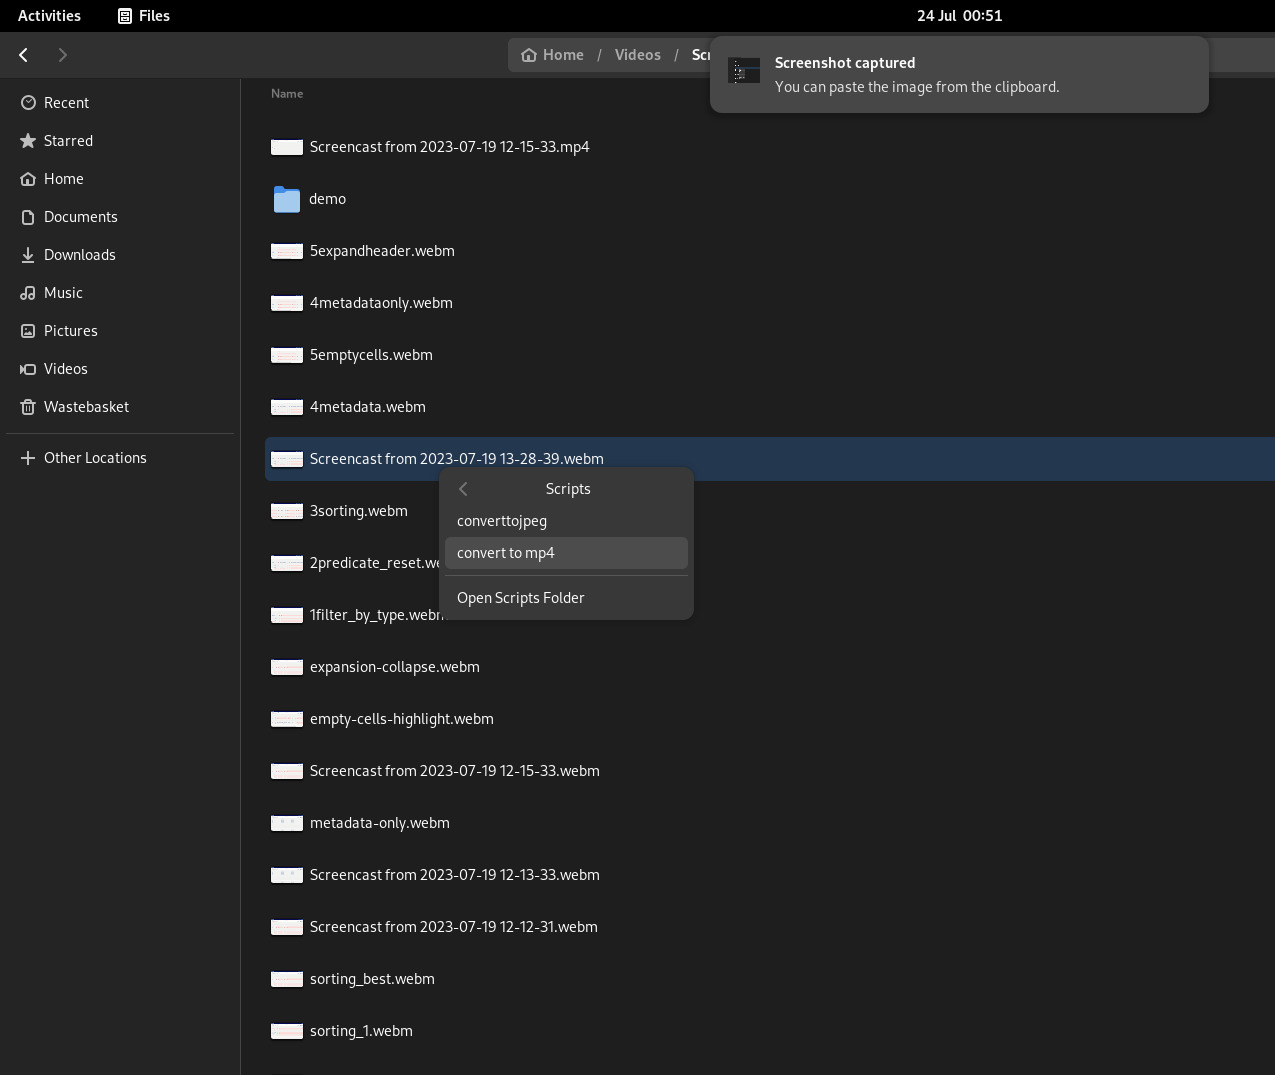 Activities Files 24 Jul 00:51
Home / Videos /
Screenshot captured
You can paste the image from the clipboard.
Recent
Starred
Home
Documents
Downloads
Music
Pictures
Videos
Wastebasket
Other Locations
Name
Screencast from 2023-07-19 12-15-33.mp4
demo
5expandheader.webm
4metadataonly.webm
5emptycells.webm
4metadata.webm
Screencast from 2023-07-19 13-28-39.webm
3sorting.webm
2predicate_reset.we
1filter_by_type.webm
expansion-collapse.webm
empty-cells-highlight.webm
Screencast from 2023-07-19 12-15-33.webm
metadata-only.webm
Screencast from 2023-07-19 12-13-33.webm
Screencast from 2023-07-19 12-12-31.webm
sorting_best.webm
sorting_1.webm
Scripts
converttojpeg
convert to mp4
Open Scripts Folder